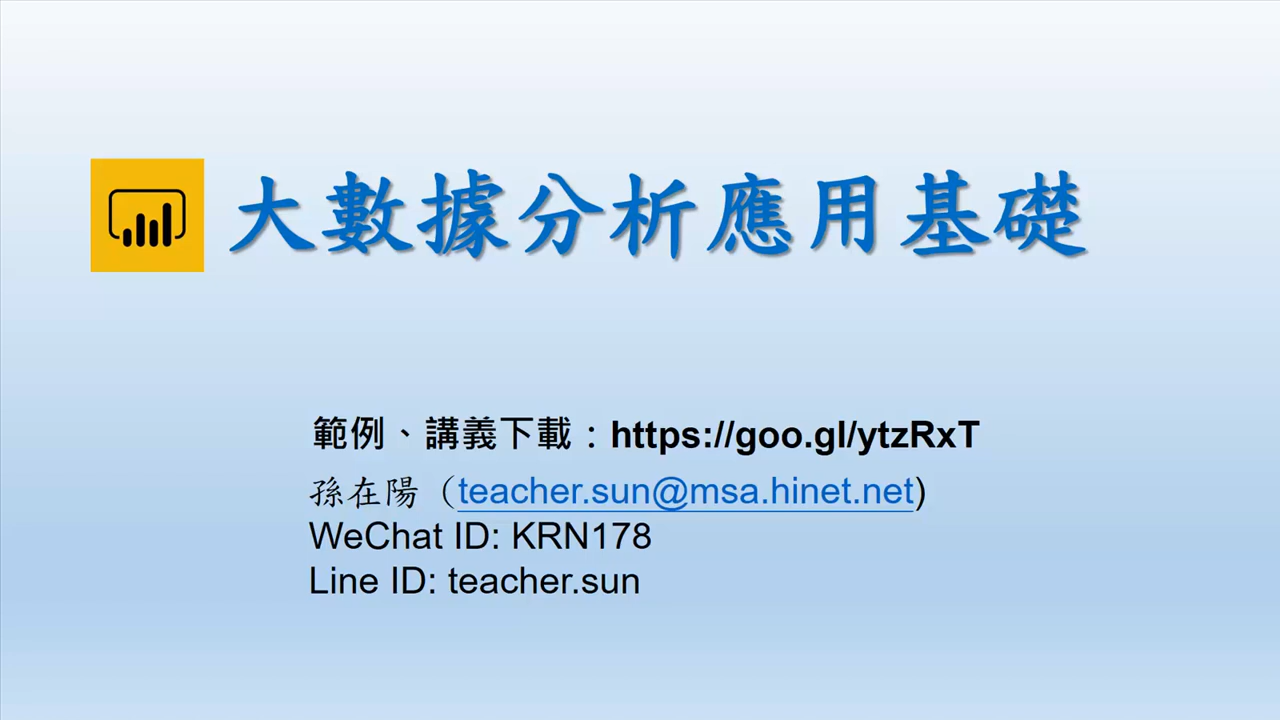 大數據分析應用基礎
範例、講義下載：https://goo.gl/ytzRxT
孫在陽（teacher.sun@msa.hinet.net)
WeChat ID: KRN178
Line ID: teacher.sun